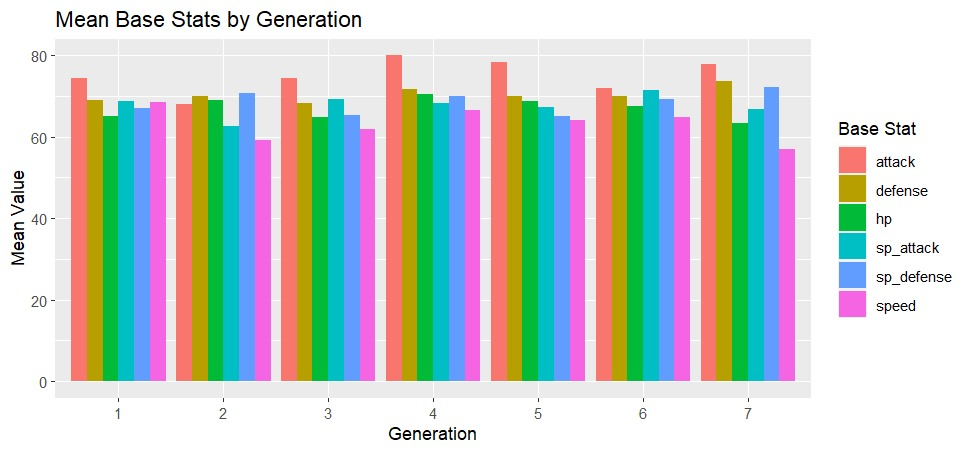 Mean Base Stats by Generation
80
60
40
20
0
Mean Value
1 2 3 4 5 6 7
Generation
Base Stat
attack
defense
hp
sp_attack
sp_defense
speed